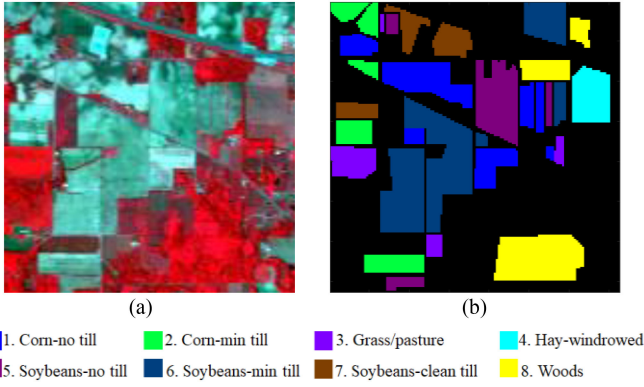 (a) (b)
1. Corn-no till 2. Corn-min till 3. Grass/pasture 4. Hay-windrowed
5. Soybeans-no till 6. Soybeans-min till 7. Soybeans-clean till 8. Woods